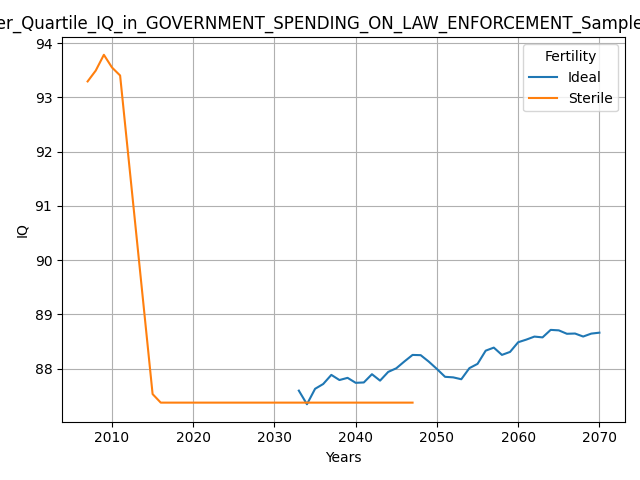 er_Quartile_IQ_in_GOVERNMENT_SPENDING_ON_LAW_ENFORCEMENT_Sample
94
93
92
91
90
89
88
IQ
Fertility
Ideal
Sterile
2010 2020 2030 2040 2050 2060 2070
Years